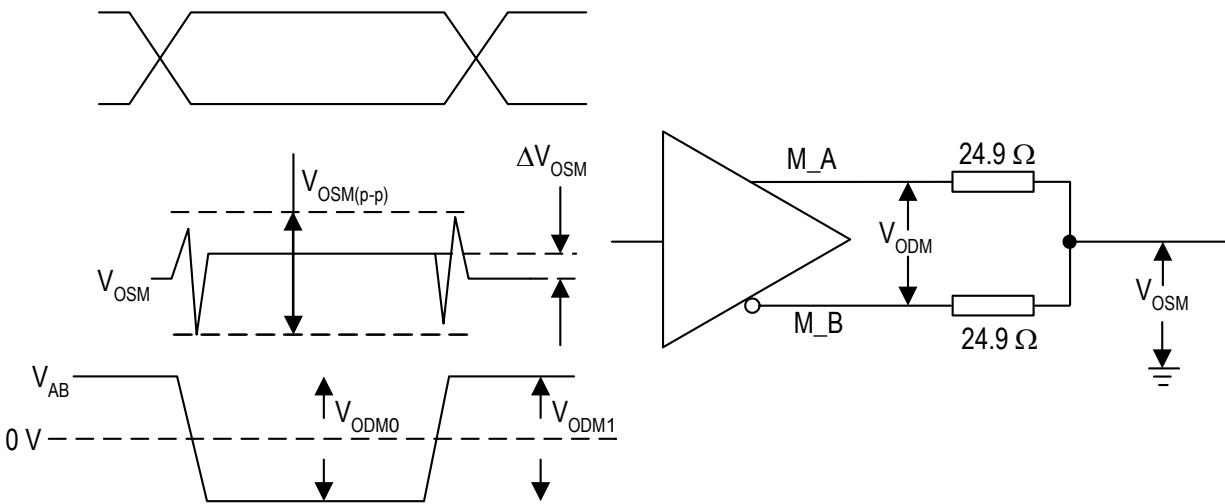 ΔV_OSM
V_OSM(p-p)
V_OSM
V_AB
V_ODM0
V_ODM1
0 V
M_A
24.9 Ω
V_ODM
V_OSM
M_B
24.9 Ω